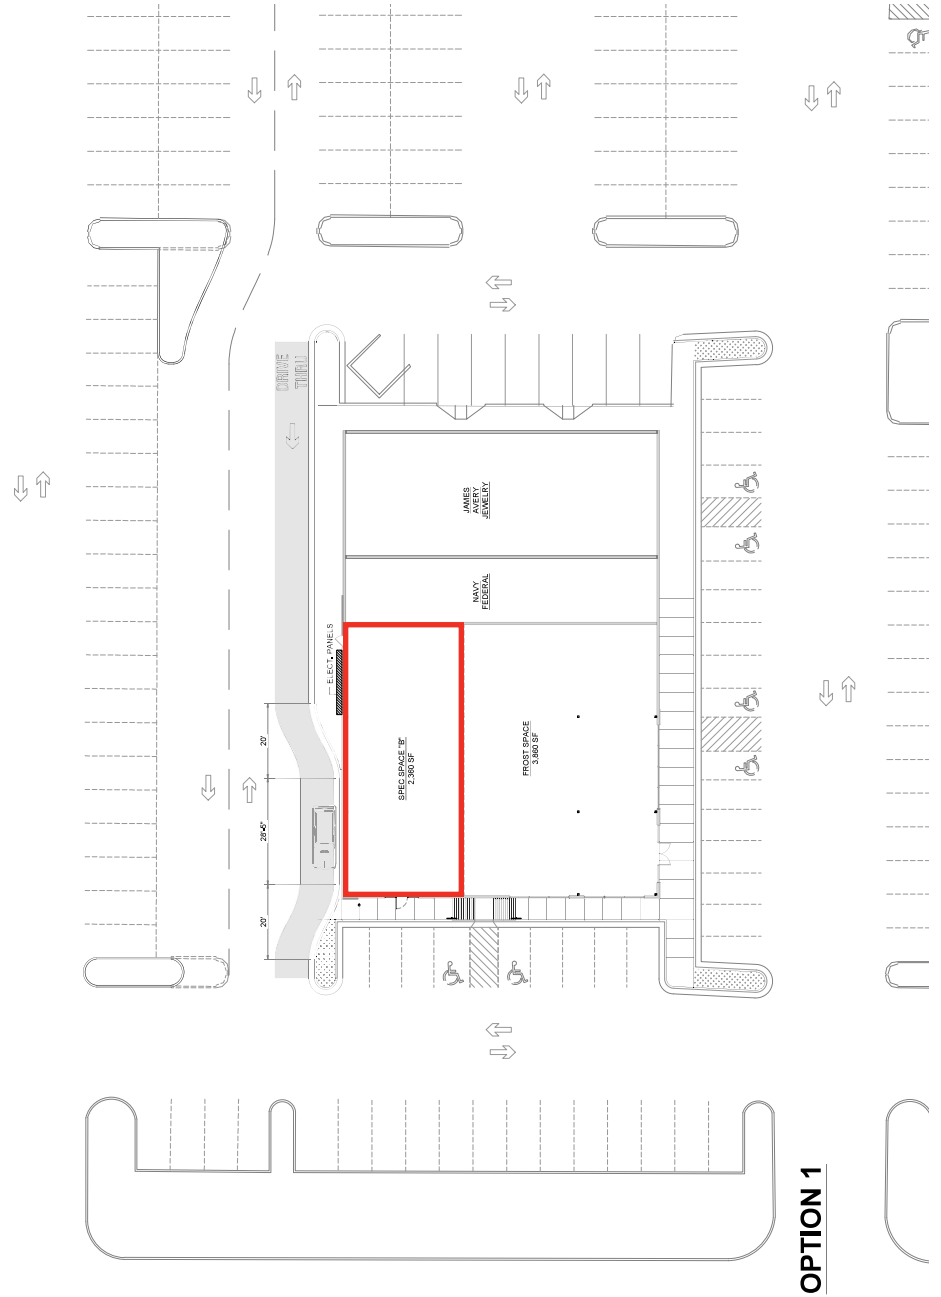 DRIVE
THRU
JAMES
AVERY
JEWELRY
NAVY
FEDERAL
ELECT. PANELS
SPEC SPACE "B"
2,360 SF
FROST SPACE
3,860 SF
20'
26'-5"
20'
OPTION 1